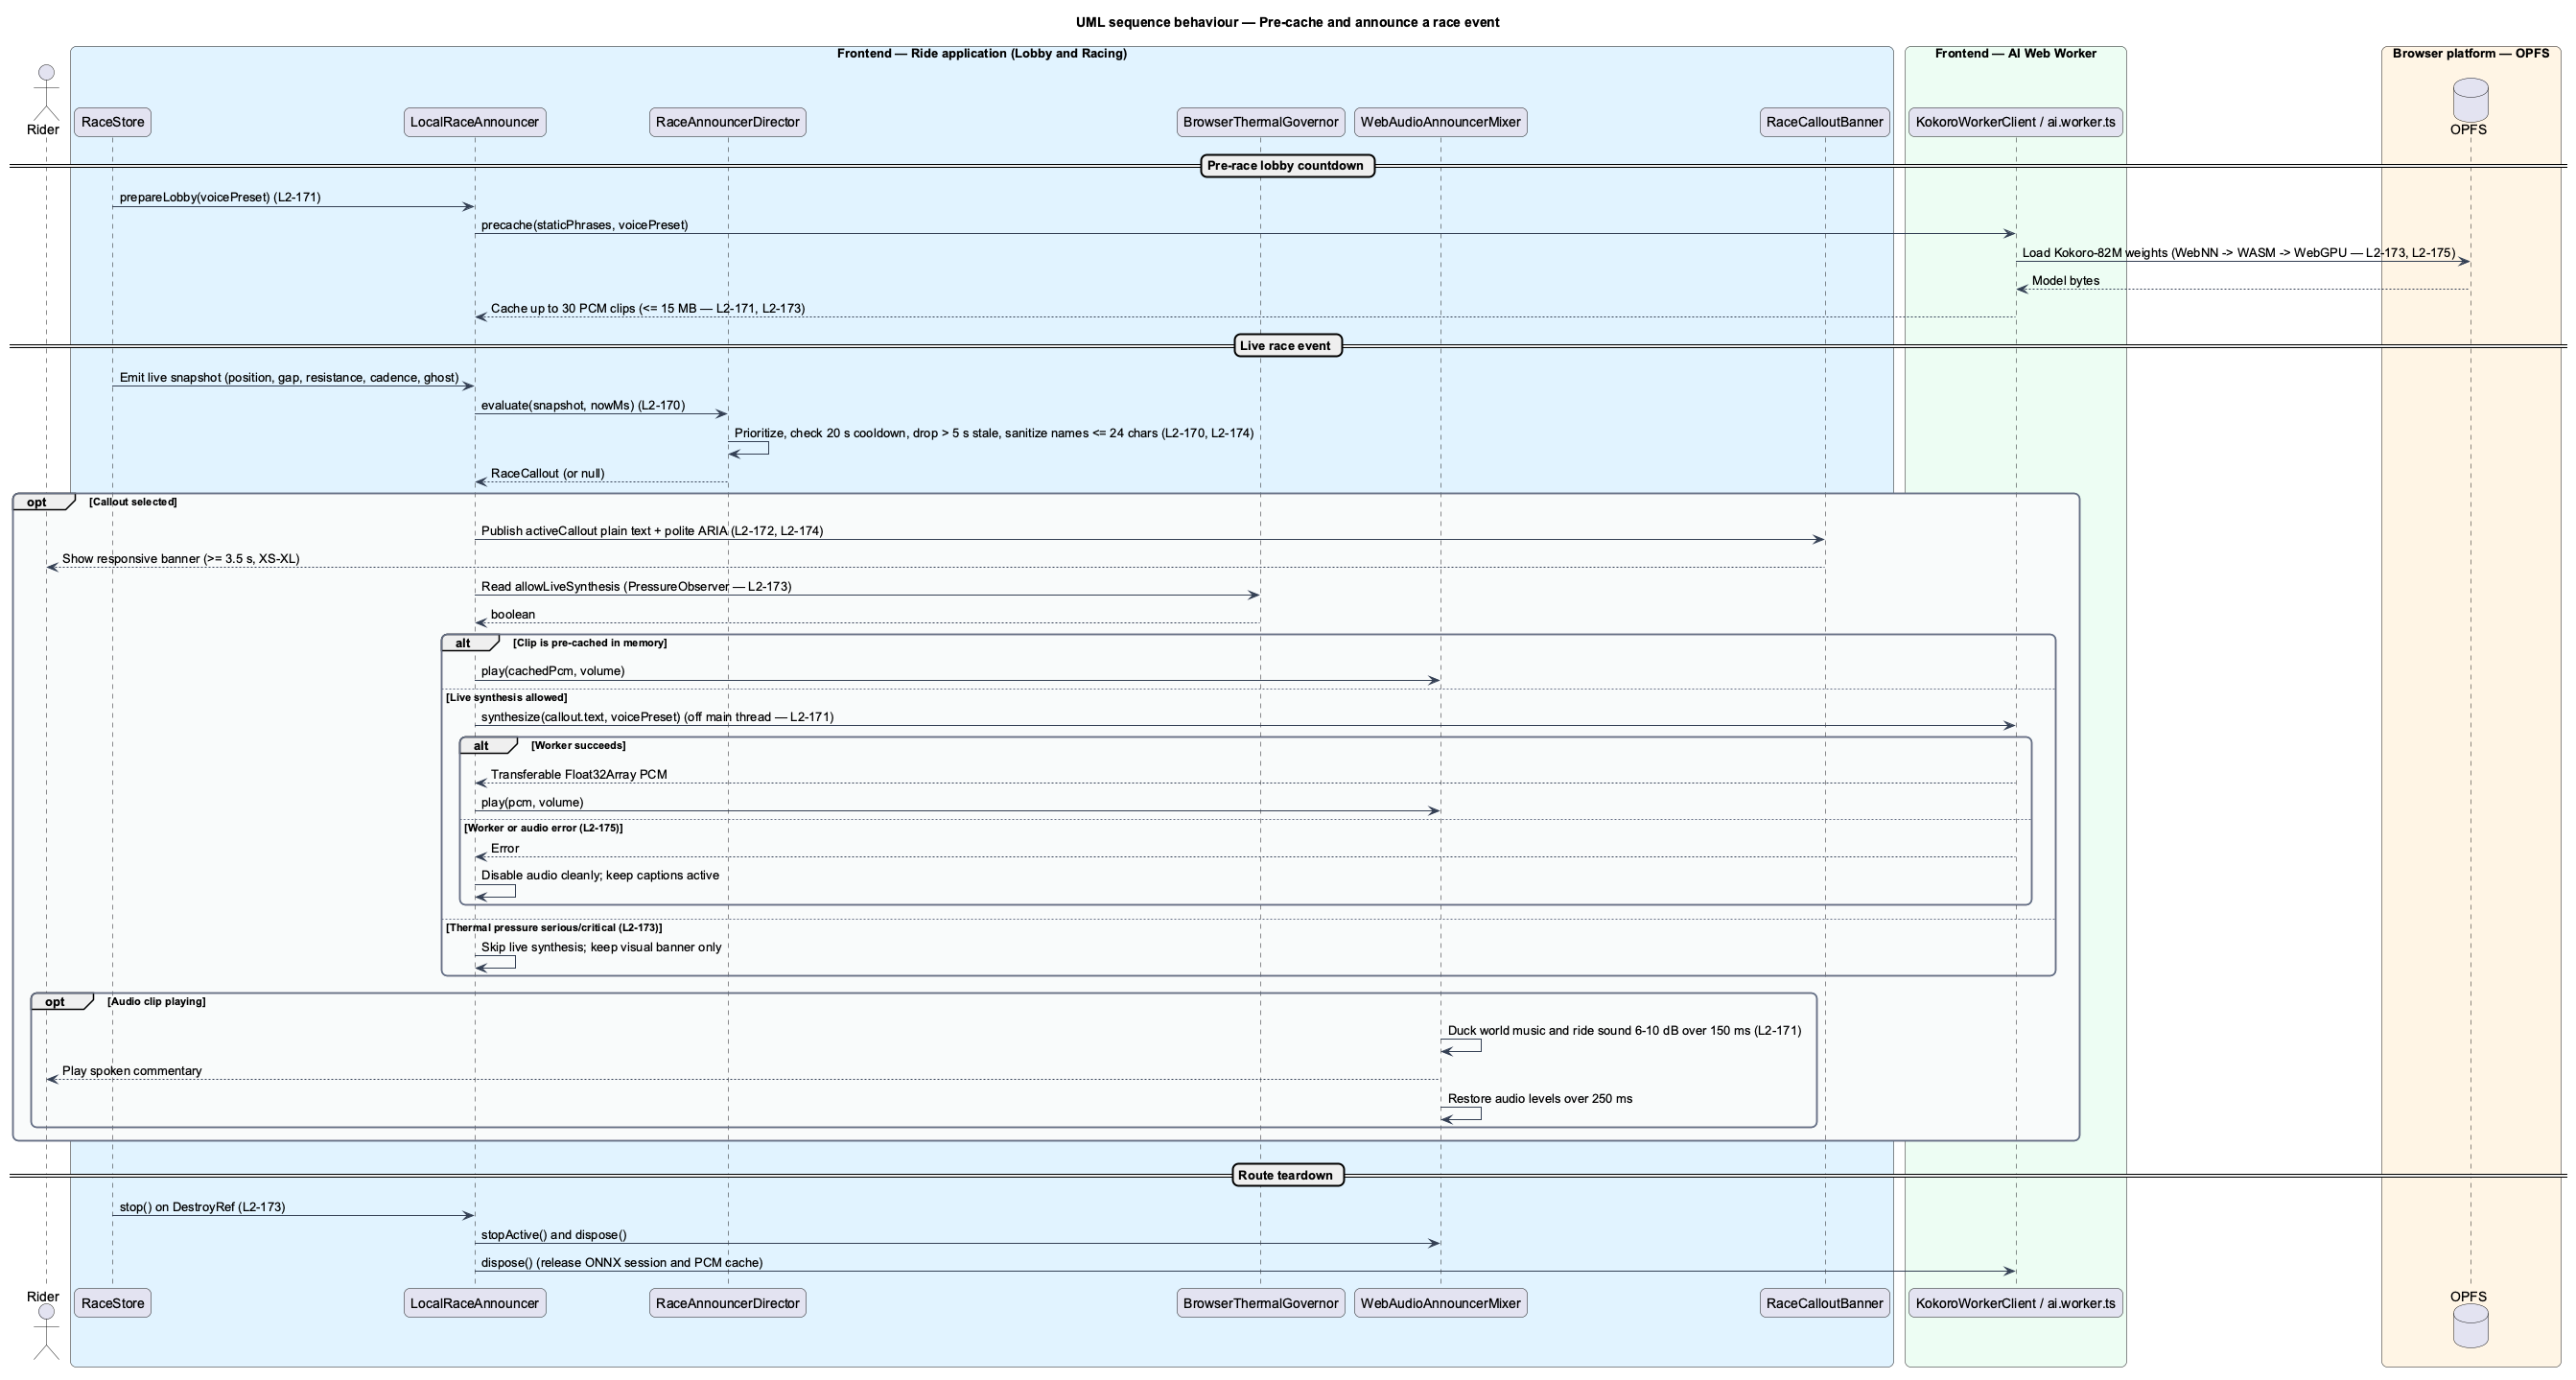 UML sequence behaviour — Pre-cache and announce a race event
Frontend — Ride application (Lobby and Racing)
Frontend — AI Web Worker
Browser platform — OPFS
Rider
RaceStore
LocalRaceAnnouncer
RaceAnnouncerDirector
BrowserThermalGovernor
WebAudioAnnouncerMixer
RaceCalloutBanner
KokoroWorkerClient / ai.worker.ts
OPFS
Pre-race lobby countdown
prepareLobby(voicePreset) (L2-171)
precache(staticPhrases, voicePreset)
Load Kokoro-82M weights (WebNN -> WASM -> WebGPU — L2-173, L2-175)
Model bytes
Cache up to 30 PCM clips (<= 15 MB — L2-171, L2-173)
Live race event
Emit live snapshot (position, gap, resistance, cadence, ghost)
evaluate(snapshot, nowMs) (L2-170)
Prioritize, check 20 s cooldown, drop > 5 s stale, sanitize names <= 24 chars (L2-170, L2-174)
RaceCallout (or null)
opt [Callout selected]
Publish activeCallout plain text + polite ARIA (L2-172, L2-174)
Show responsive banner (>= 3.5 s, XS-XL)
Read allowLiveSynthesis (PressureObserver — L2-173)
boolean
alt [Clip is pre-cached in memory]
play(cachedPcm, volume)
[Live synthesis allowed]
synthesize(callout.text, voicePreset) (off main thread — L2-171)
alt [Worker succeeds]
Transferable Float32Array PCM
play(pcm, volume)
[Worker or audio error (L2-175)]
Error
Disable audio cleanly; keep captions active
[Thermal pressure serious/critical (L2-173)]
Skip live synthesis; keep visual banner only
opt [Audio clip playing]
Duck world music and ride sound 6-10 dB over 150 ms (L2-171)
Play spoken commentary
Restore audio levels over 250 ms
Route teardown
stop() on DestroyRef (L2-173)
stopActive() and dispose()
dispose() (release ONNX session and PCM cache)
Rider
RaceStore
LocalRaceAnnouncer
RaceAnnouncerDirector
BrowserThermalGovernor
WebAudioAnnouncerMixer
RaceCalloutBanner
KokoroWorkerClient / ai.worker.ts
OPFS